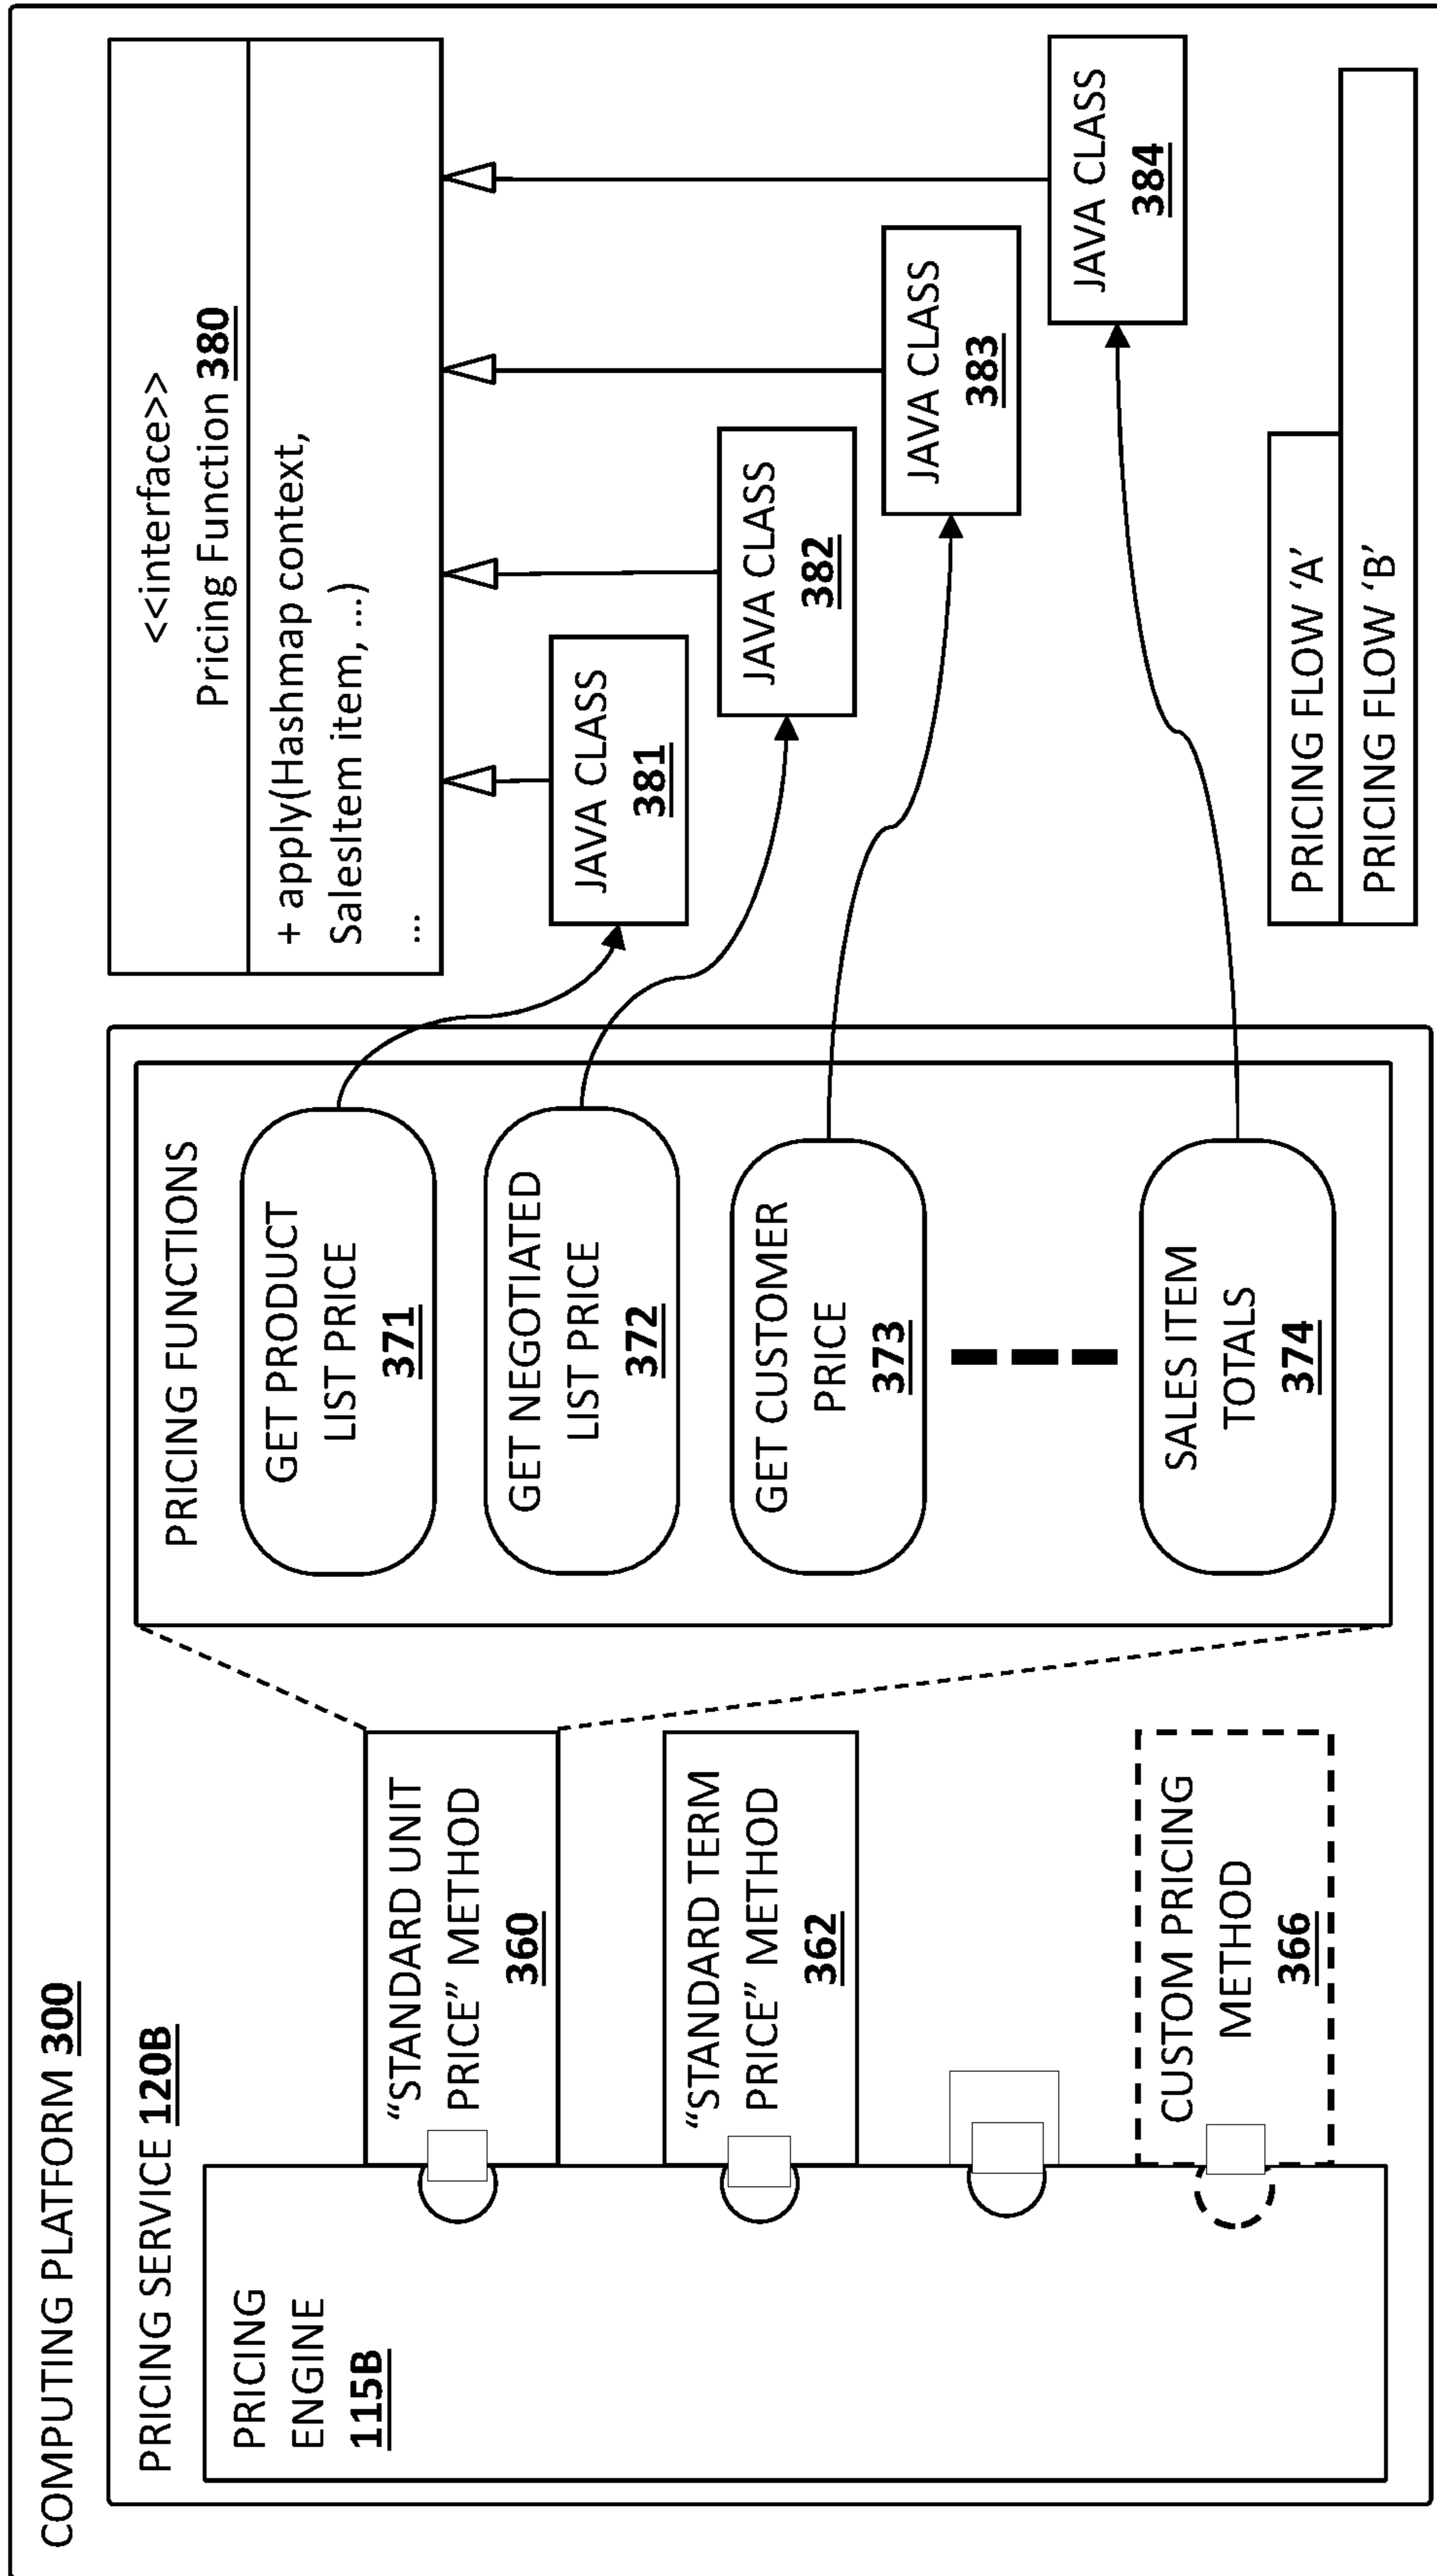 COMPUTING PLATFORM 300
PRICING SERVICE 120B
PRICING
ENGINE
115B
“STANDARD UNIT
PRICE” METHOD
360
“STANDARD TERM
PRICE” METHOD
362
CUSTOM PRICING
METHOD
366
PRICING FUNCTIONS
GET PRODUCT
LIST PRICE
371
GET NEGOTIATED
LIST PRICE
372
GET CUSTOMER
PRICE
373
SALES ITEM
TOTALS
374
<<interface>>
Pricing Function 380
+ apply(Hashmap context,
SalesItem item, ...)
...
JAVA CLASS
381
JAVA CLASS
382
JAVA CLASS
383
JAVA CLASS
384
PRICING FLOW ‘A’
PRICING FLOW ‘B’